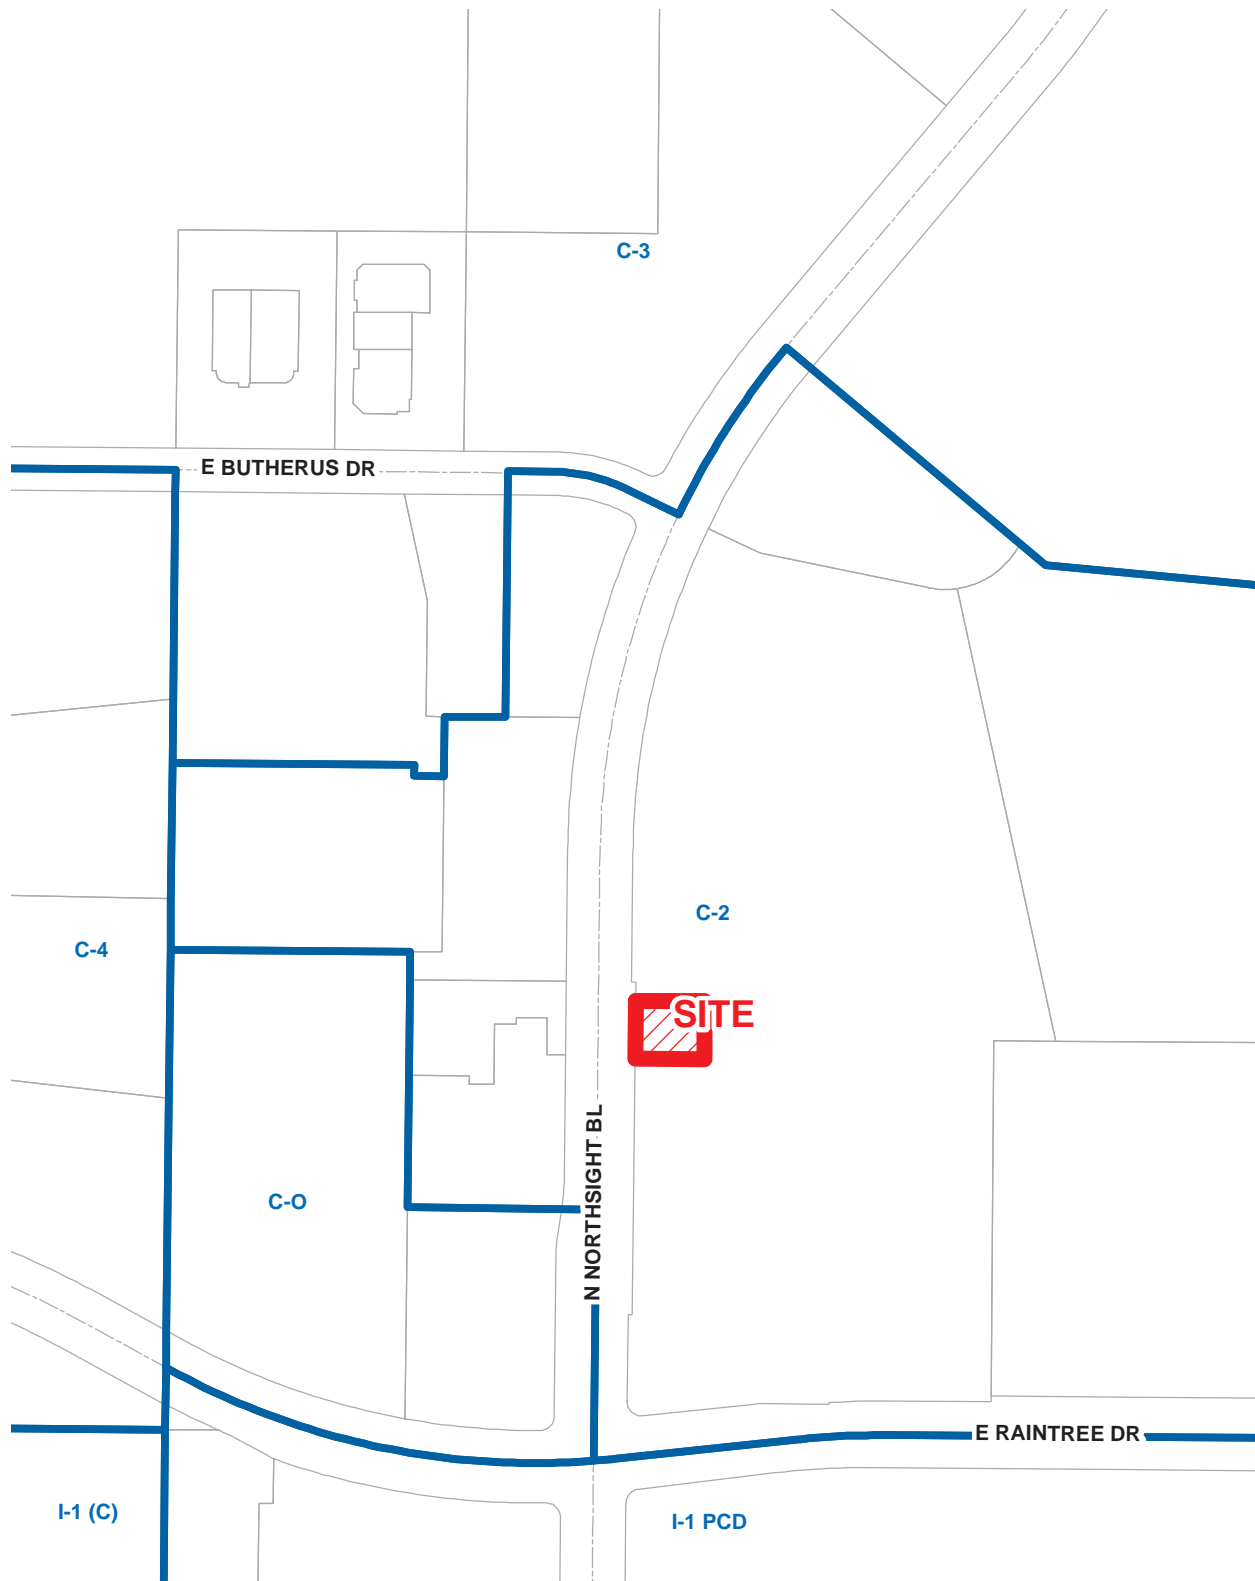 C-3
E BUTHERUS DR
C-2
C-4
SITE
N NORTHSIGHT BL
C-O
E RAINTREE DR
I-1 (C)
I-1 PCD